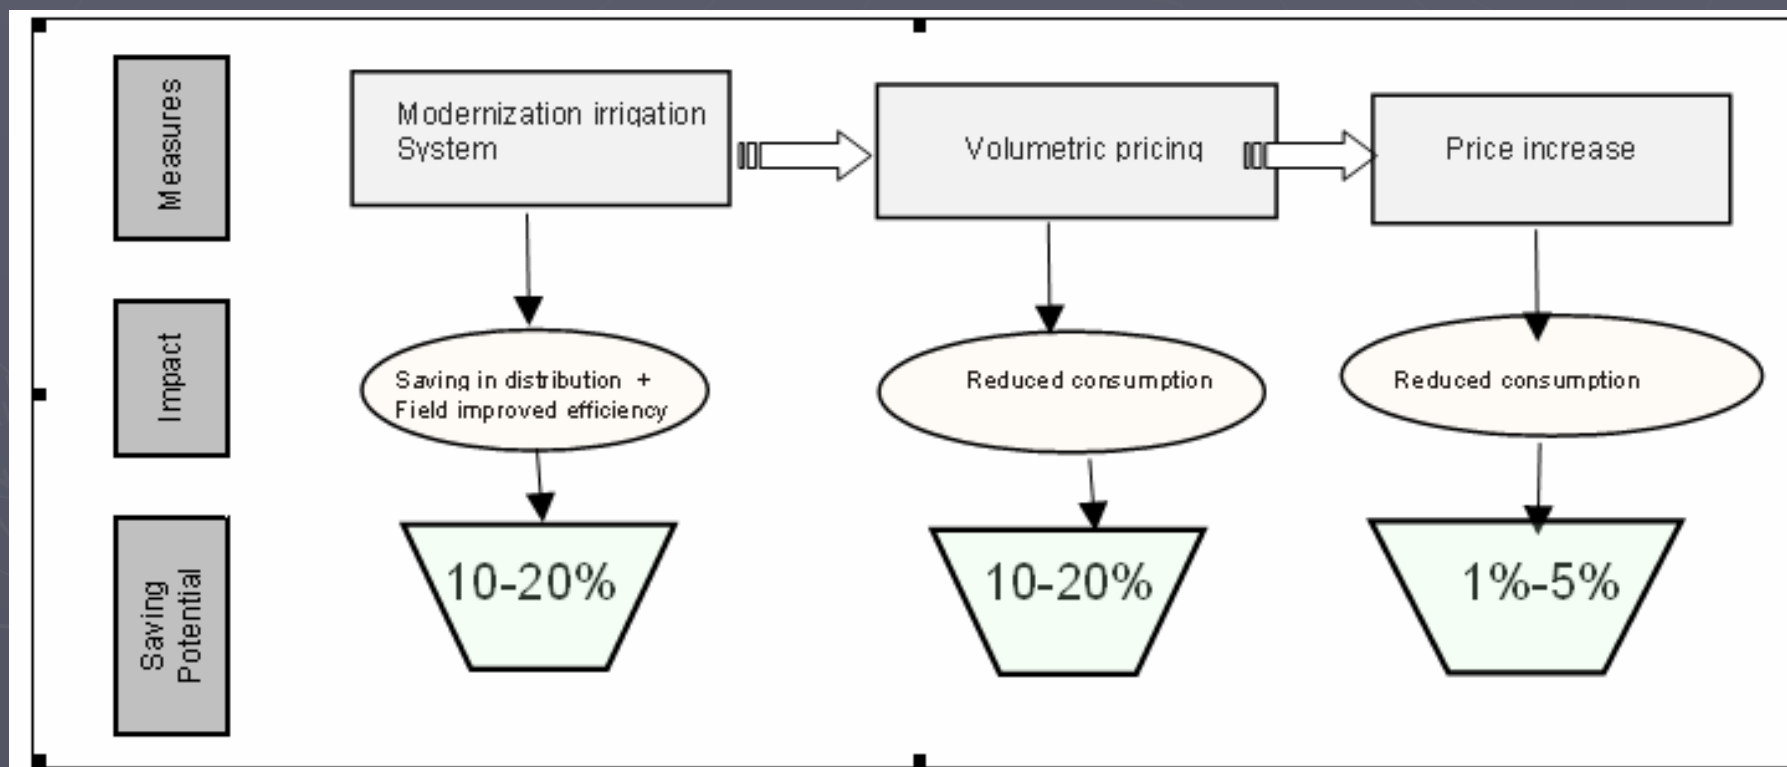 Measures
Modernization irrigation
System
Volumetric pricing
Price increase
Impact
Saving in distribution +
Field improved efficiency
Reduced consumption
Reduced consumption
Saving
Potential
10-20%
10-20%
1%-5%